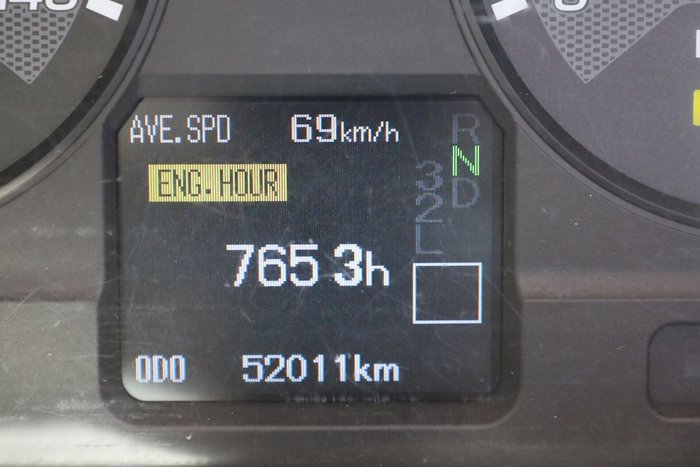 AVE.SPD 69km/h
R
N
ENG.HOUR
3 D
2
L
765 3h
ODO 52011km